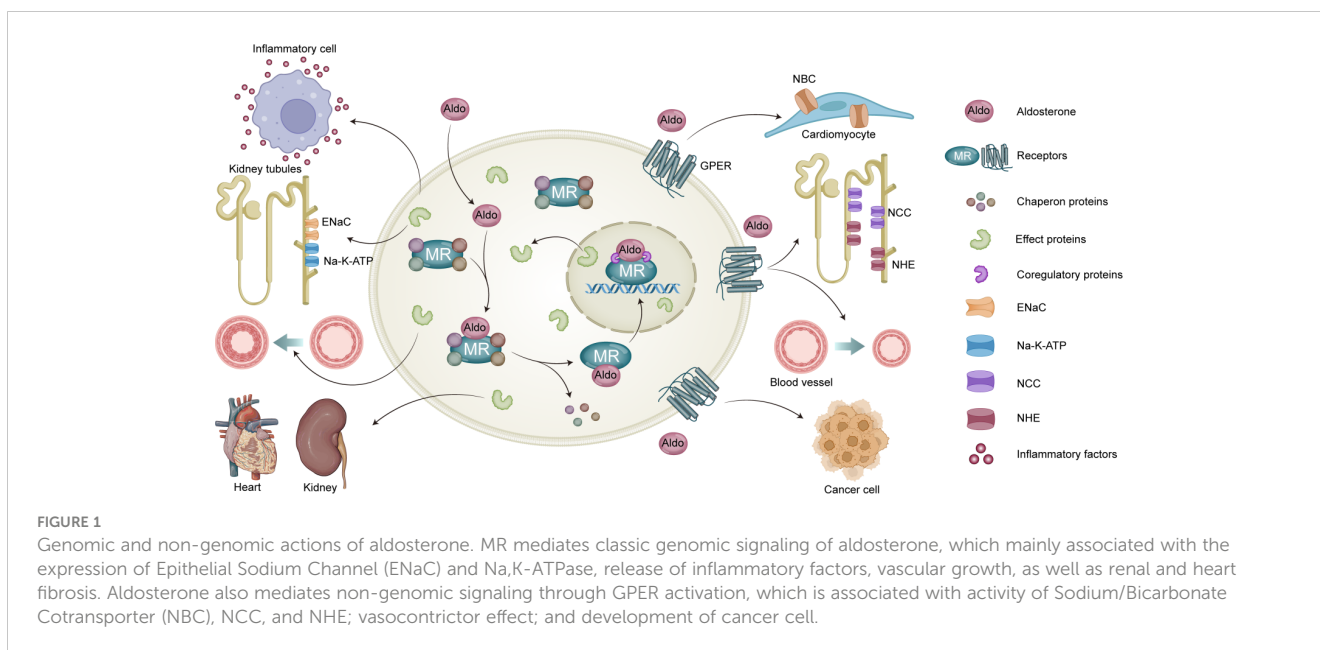 Inflammatory cell
Kidney tubules
ENaC
Na-K-ATP
Heart
Kidney
Aldo
Aldo
MR
MR
Aldo
MR
Aldo
MR
MR
Aldo
Aldo
GPER
Aldo
Aldo
NBC
Cardiomyocyte
NCC
NHE
Blood vessel
Cancer cell
Aldo
Aldosterone
MR
Receptors
Chaperon proteins
Effect proteins
Coregulatory proteins
ENaC
Na-K-ATP
NCC
NHE
Inflammatory factors
FIGURE 1
Genomic and non-genomic actions of aldosterone. MR mediates classic genomic signaling of aldosterone, which mainly associated with the
expression of Epithelial Sodium Channel (ENaC) and Na,K-ATPase, release of inflammatory factors, vascular growth, as well as renal and heart
fibrosis. Aldosterone also mediates non-genomic signaling through GPER activation, which is associated with activity of Sodium/Bicarbonate
Cotransporter (NBC), NCC, and NHE; vasocontrictor effect; and development of cancer cell.